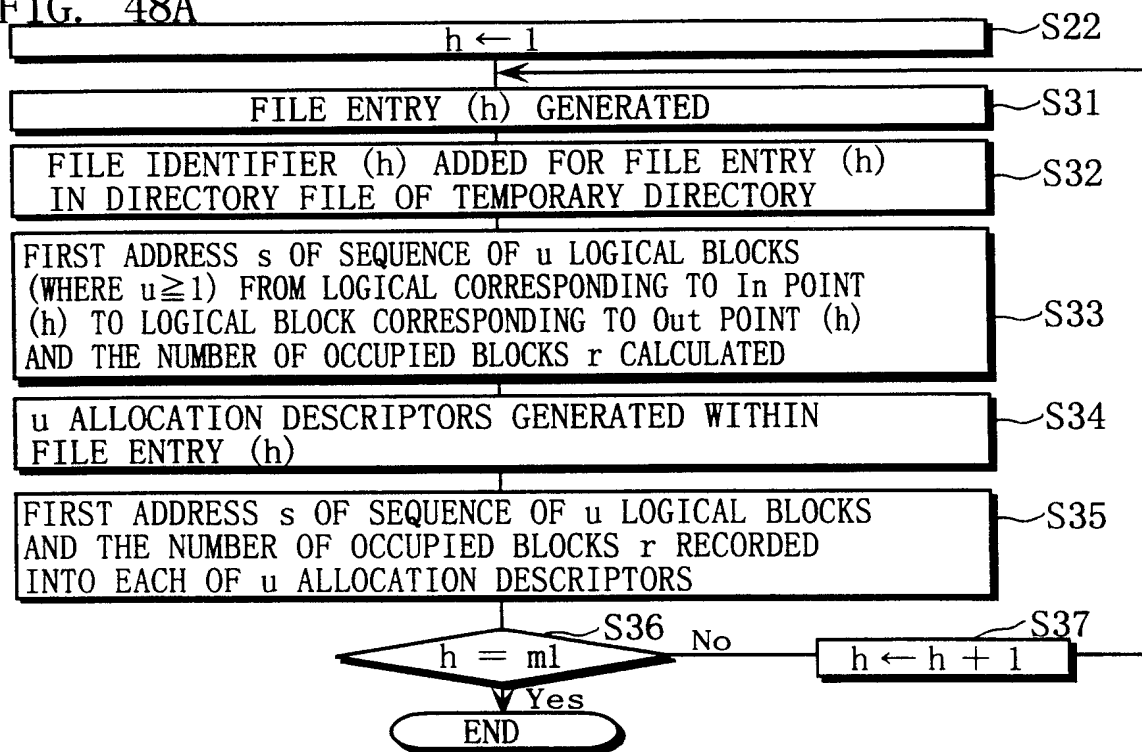 FIG. 48A
h ← 1
S22
FILE ENTRY (h) GENERATED
S31
FILE IDENTIFIER (h) ADDED FOR FILE ENTRY (h)
IN DIRECTORY FILE OF TEMPORARY DIRECTORY
S32
FIRST ADDRESS s OF SEQUENCE OF u LOGICAL BLOCKS
(WHERE u≧1) FROM LOGICAL CORRESPONDING TO In POINT
(h) TO LOGICAL BLOCK CORRESPONDING TO Out POINT (h)
AND THE NUMBER OF OCCUPIED BLOCKS r CALCULATED
S33
u ALLOCATION DESCRIPTORS GENERATED WITHIN
FILE ENTRY (h)
S34
FIRST ADDRESS s OF SEQUENCE OF u LOGICAL BLOCKS
AND THE NUMBER OF OCCUPIED BLOCKS r RECORDED
INTO EACH OF u ALLOCATION DESCRIPTORS
S35
S36
h = m1
No
S37
h ← h + 1
Yes
END